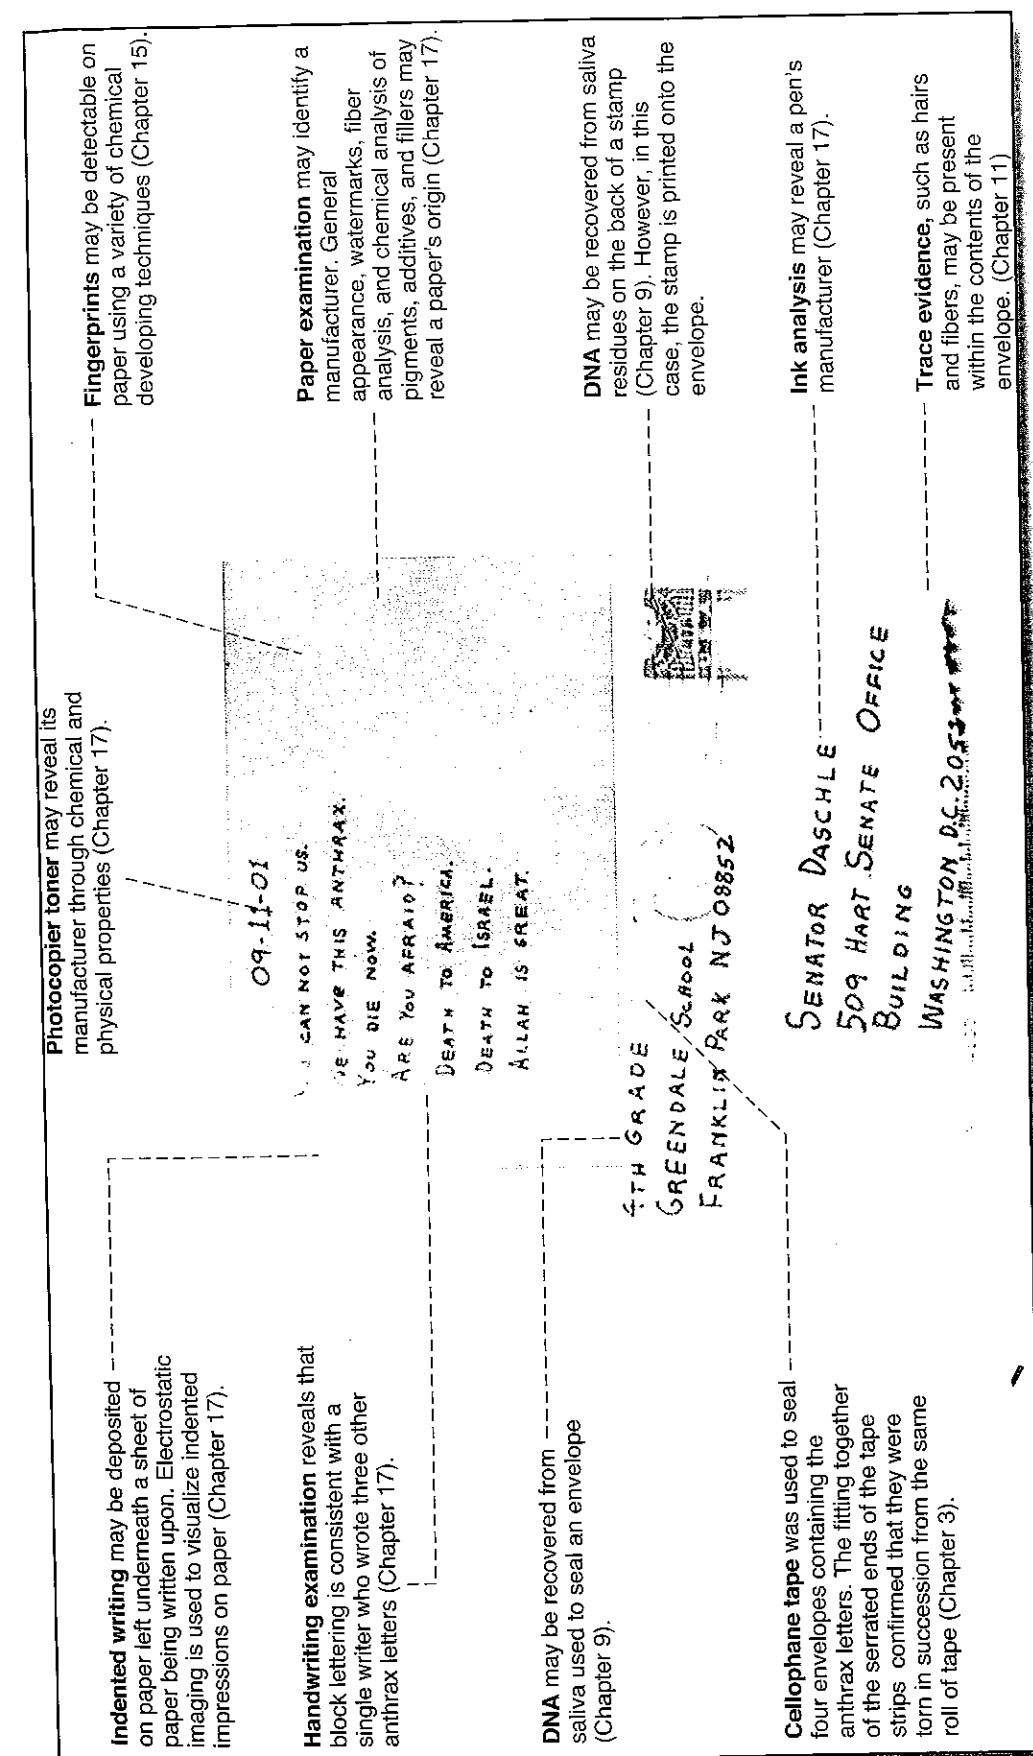 Photocopier toner may reveal its
manufacturer through chemical and
physical properties (Chapter 17).
Indented writing may be deposited
on paper left underneath a sheet of
paper being written upon. Electrostatic
imaging is used to visualize indented
impressions on paper (Chapter 17).
Handwriting examination reveals that
block lettering is consistent with a
single writer who wrote three other
anthrax letters (Chapter 17).
DNA may be recovered from
saliva used to seal an envelope
(Chapter 9).
Cellophane tape was used to seal
four envelopes containing the
anthrax letters. The fitting together
of the serrated ends of the tape
strips confirmed that they were
torn in succession from the same
roll of tape (Chapter 3).
09-11-01
CAN NOT STOP US.
HAVE THIS ANTHRAX.
YOU DIE NOW.
ARE YOU AFRAID?
DEATH TO AMERICA.
DEATH TO ISRAEL.
ALLAH IS GREAT.
4TH GRADE
GREENDALE SCHOOL
FRANKLIN PARK NJ 08852
SENATOR DASCHLE
509 HART SENATE OFFICE
BUILDING
WASHINGTON D.C.
Fingerprints may be detectable on
paper using a variety of chemical
developing techniques (Chapter 15).
Paper examination may identify a
manufacturer. General
appearance, watermarks, fiber
analysis, and chemical analysis of
pigments, additives, and fillers may
reveal a paper's origin (Chapter 17).
DNA may be recovered from saliva
residues on the back of a stamp
(Chapter 9). However, in this
case, the stamp is printed onto the
envelope.
Ink analysis may reveal a pen's
manufacturer (Chapter 17).
Trace evidence, such as hairs
and fibers, may be present
within the contents of the
envelope. (Chapter 11)